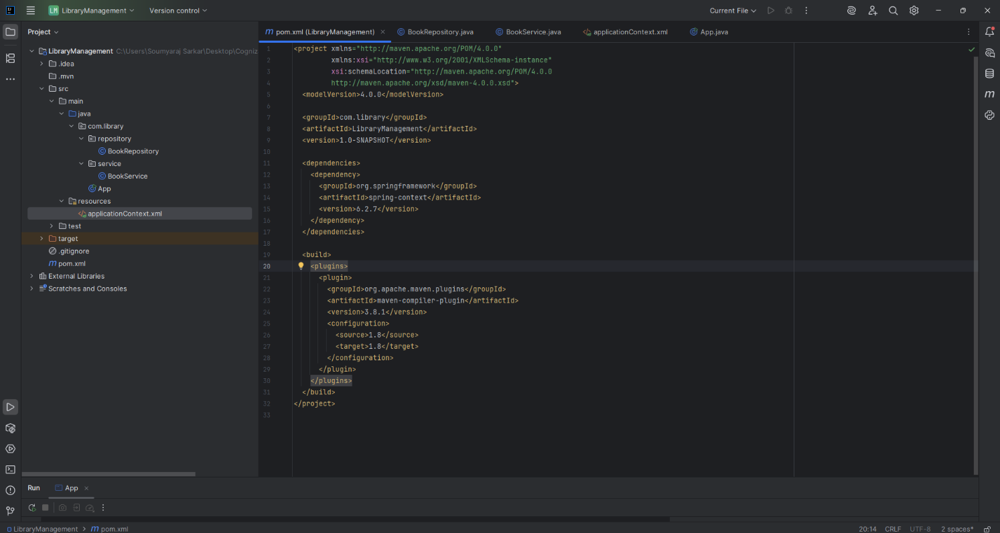 LM LibraryManagement Version control Current File
Project
pom.xml (LibraryManagement) BookRepository.java BookService.java applicationContext.xml App.java
LibraryManagement C:\Users\Soumyaraj Sarkar\Desktop\Cogniz
.idea
.mvn
src
main
java
com.library
repository
BookRepository
service
BookService
App
resources
applicationContext.xml
test
target
.gitignore
m pom.xml
External Libraries
Scratches and Consoles
1 <project xmlns="http://maven.apache.org/POM/4.0.0"
2 xmlns:xsi="http://www.w3.org/2001/XMLSchema-instance"
3 xsi:schemaLocation="http://maven.apache.org/POM/4.0.0
4 http://maven.apache.org/xsd/maven-4.0.0.xsd">
5 <modelVersion>4.0.0</modelVersion>
6
7 <groupId>com.library</groupId>
8 <artifactId>LibraryManagement</artifactId>
9 <version>1.0-SNAPSHOT</version>
10
11 <dependencies>
12 <dependency>
13 <groupId>org.springframework</groupId>
14 <artifactId>spring-context</artifactId>
15 <version>6.2.7</version>
16 </dependency>
17 </dependencies>
18
19 <build>
20 <plugins>
21 <plugin>
22 <groupId>org.apache.maven.plugins</groupId>
23 <artifactId>maven-compiler-plugin</artifactId>
24 <version>3.8.1</version>
25 <configuration>
26 <source>1.8</source>
27 <target>1.8</target>
28 </configuration>
29 </plugin>
30 </plugins>
31 </build>
32 </project>
33
Run App
LibraryManagement > m pom.xml 20:14 CRLF UTF-8 2 spaces*